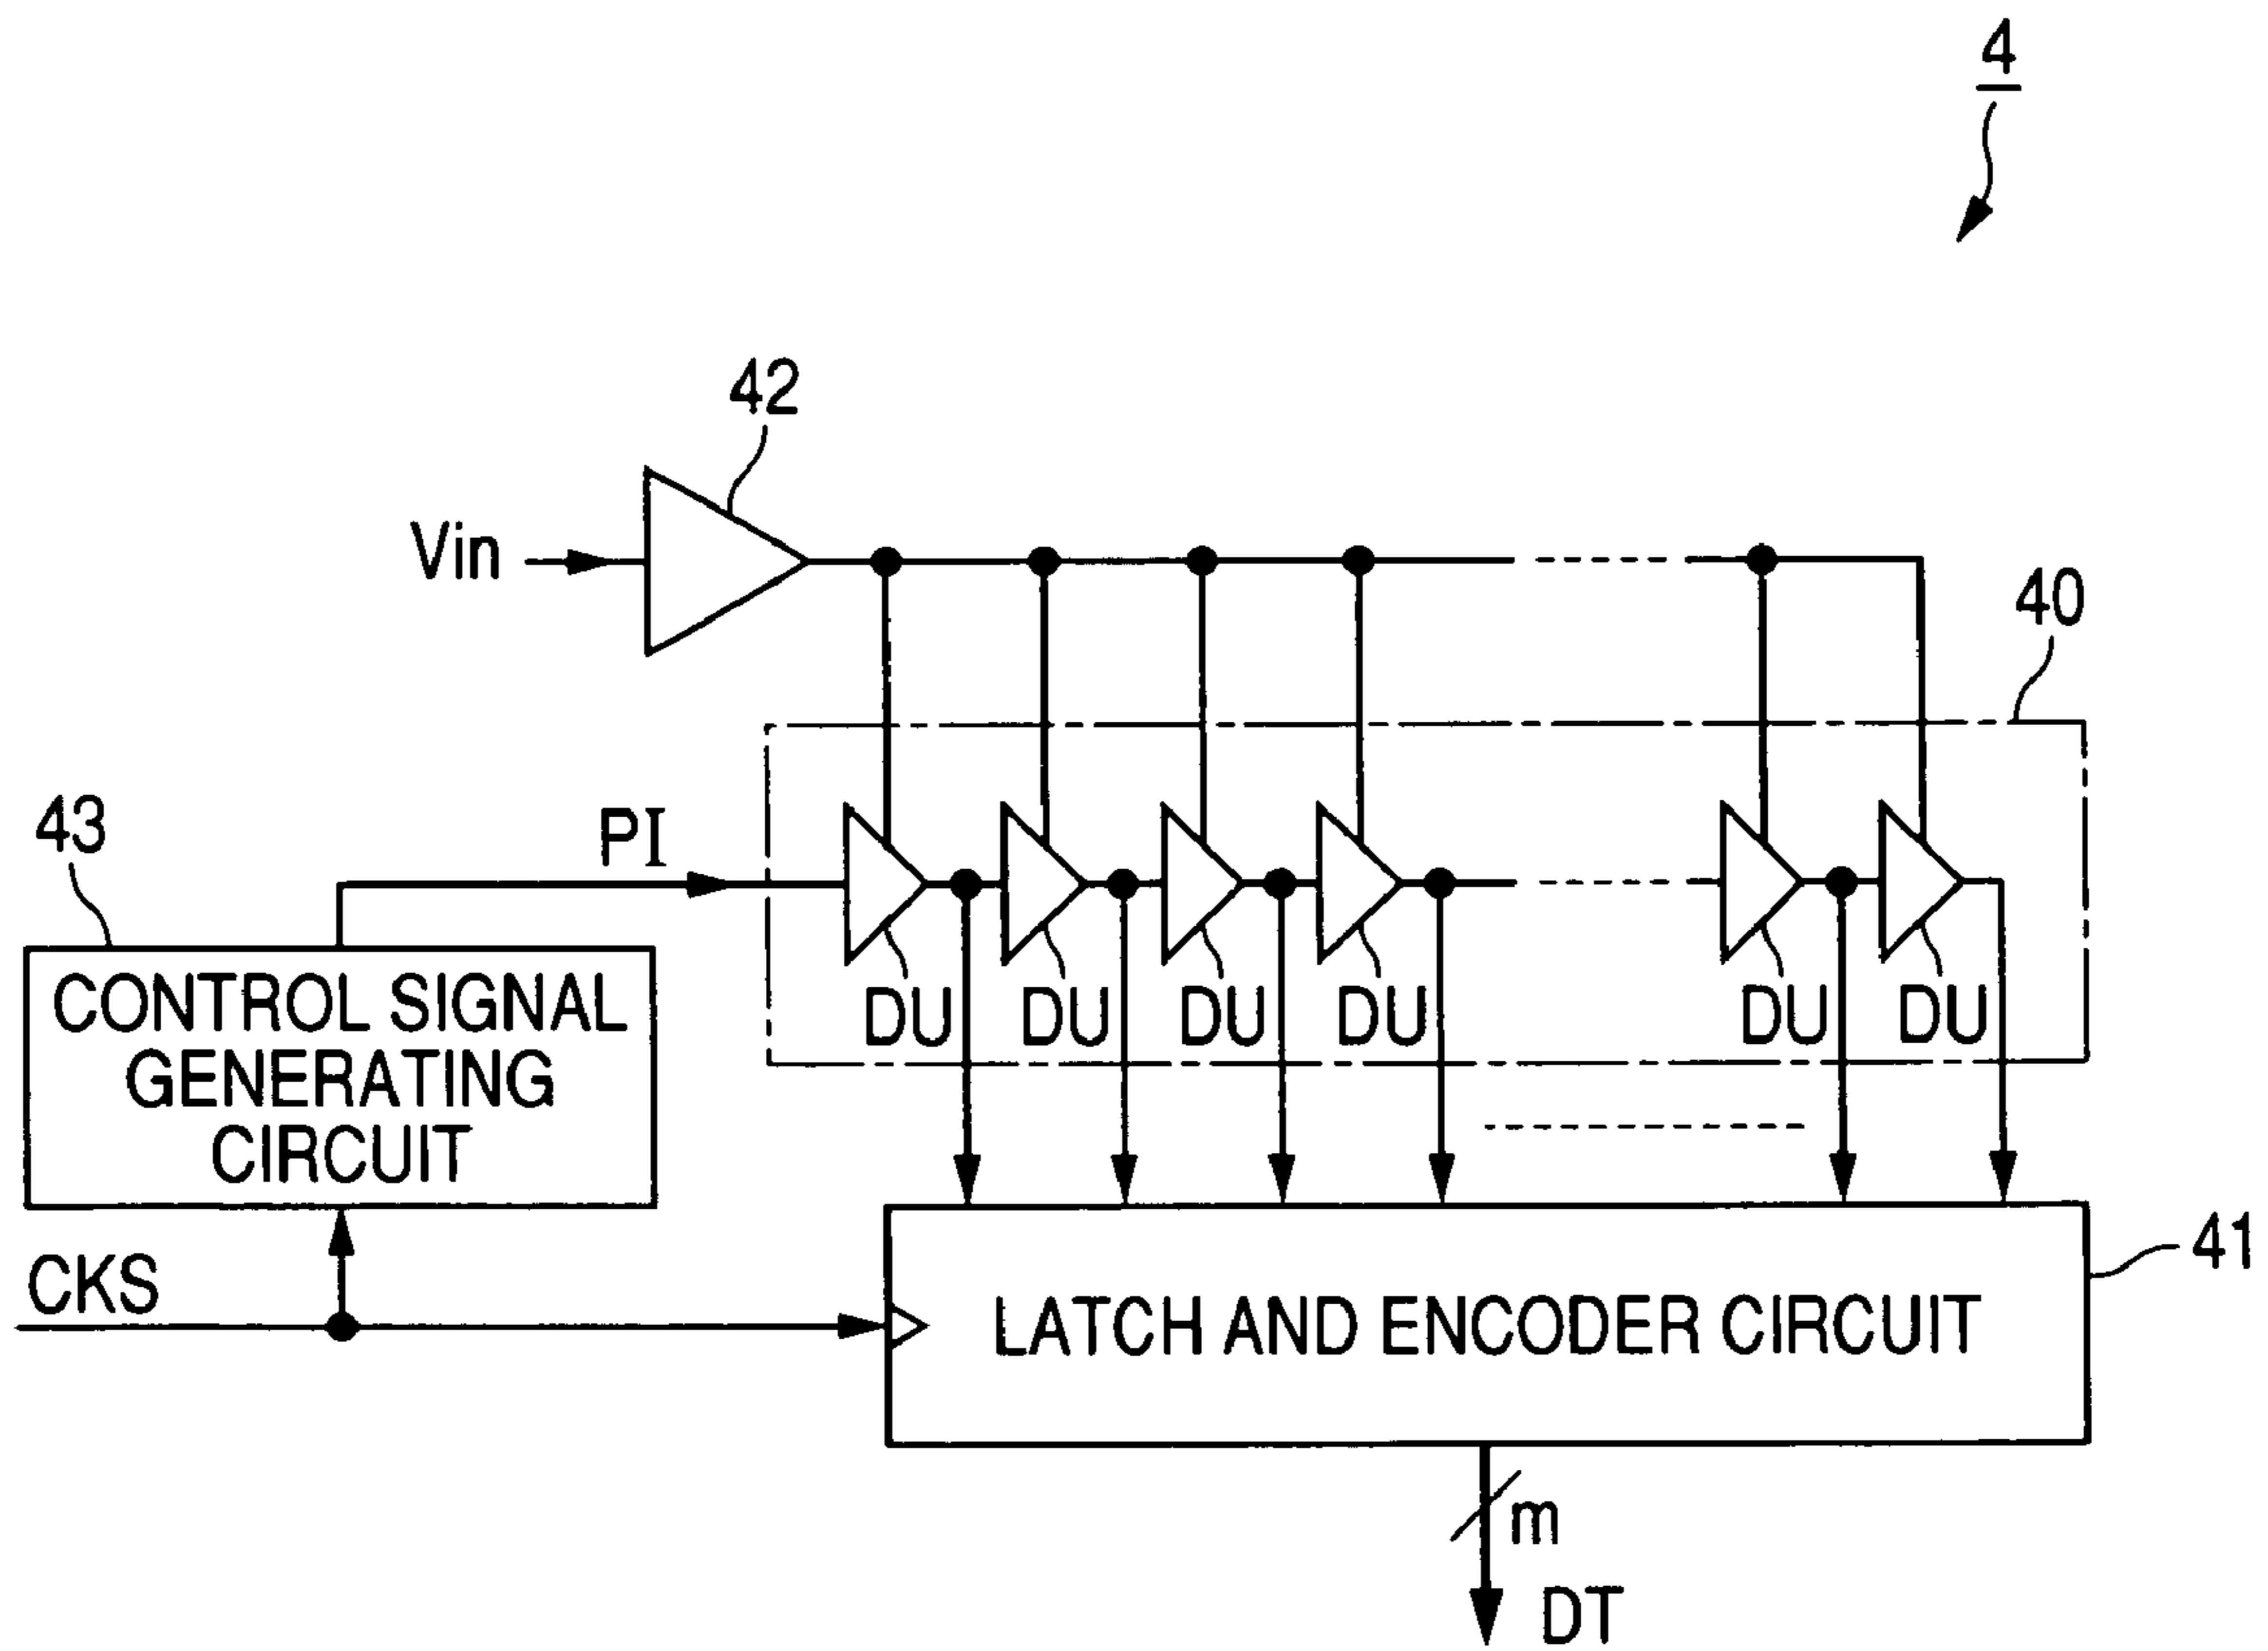 4
42
Vin
40
43
PI
CONTROL SIGNAL
GENERATING
CIRCUIT
DU DU DU DU DU DU
CKS
LATCH AND ENCODER CIRCUIT
41
m
DT